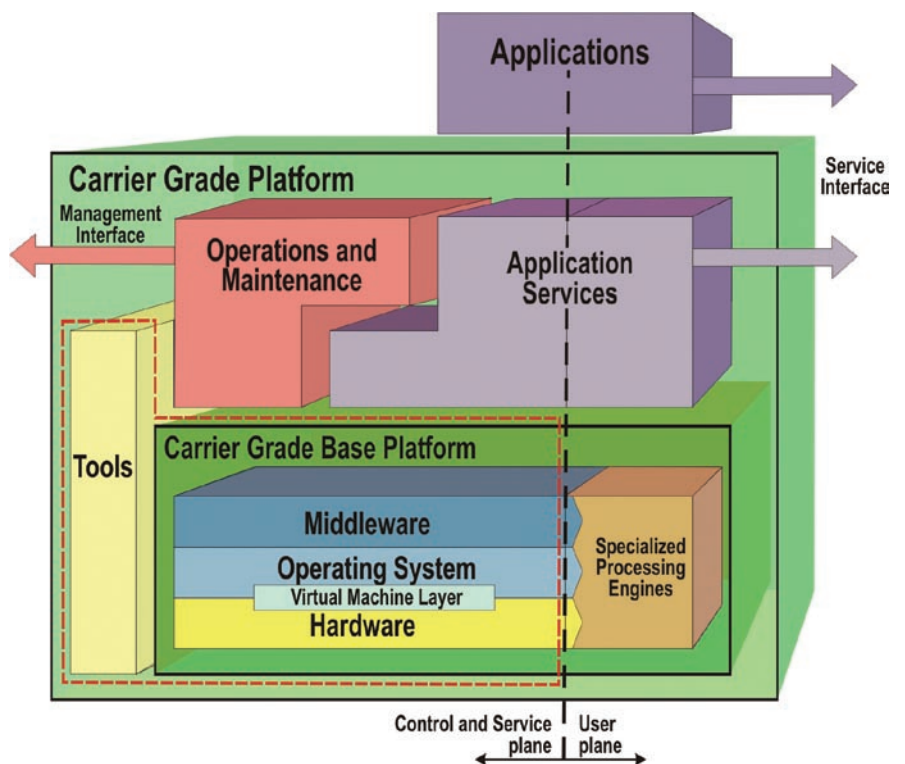 Applications
Carrier Grade Platform
Service
Interface
Management
Interface
Operations and
Maintenance
Application
Services
Carrier Grade Base Platform
Tools
Middleware
Operating System
Virtual Machine Layer
Hardware
Specialized
Processing
Engines
Control and Service
plane
User
plane